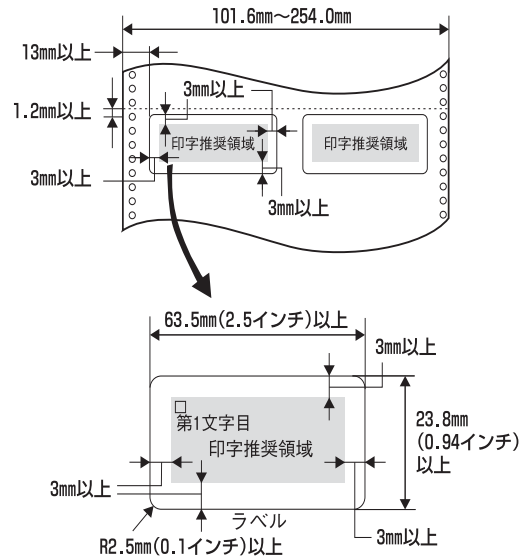 101.6mm～254.0mm
13mm以上
3mm以上
1.2mm以上
印字推奨領域
印字推奨領域
3mm以上
3mm以上
63.5mm(2.5インチ)以上
3mm以上
第1文字目
印字推奨領域
23.8mm
(0.94インチ)
以上
3mm以上
ラベル
3mm以上
R2.5mm(0.1インチ)以上